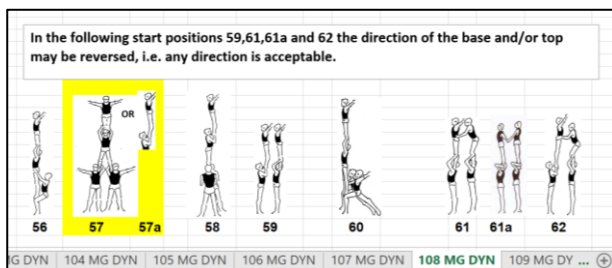 In the following start positions 59,61,61a and 62 the direction of the base and/or top
may be reversed, i.e. any direction is acceptable.
OR
56 57 57a 58 59 60 61 61a 62
104 MG DYN 105 MG DYN 106 MG DYN 107 MG DYN 108 MG DYN 109 MG DY ...